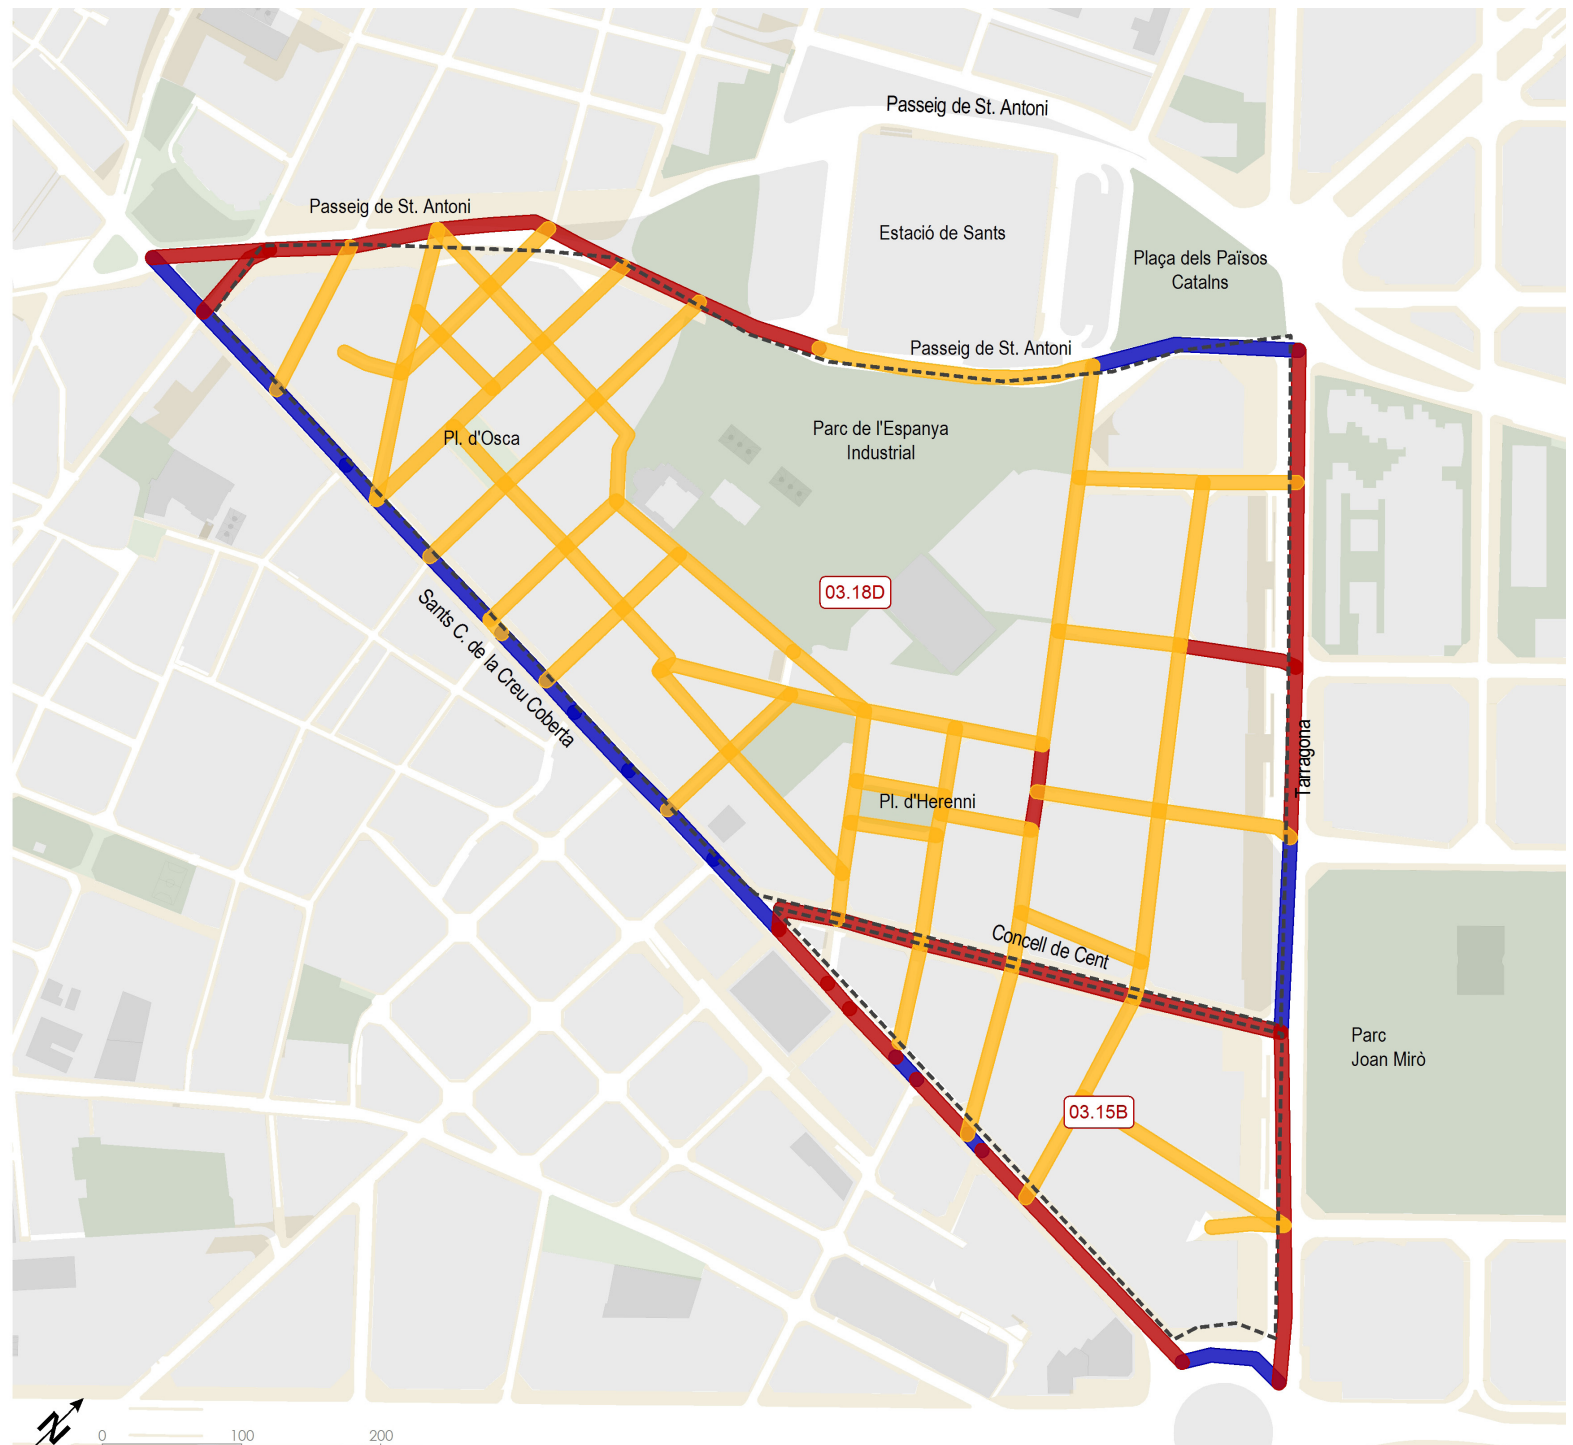 Passeig de St. Antoni
Passeig de St. Antoni
Estació de Sants
Plaça dels Països
Catalns
Passeig de St. Antoni
Parc de l'Espanya
Industrial
Pl. d'Osca
03.18D
Sants C. de la Creu Coberta
Tarragona
Pl. d'Herenni
Concell de Cent
Parc
Joan Mirò
03.15B
N
0 100 200